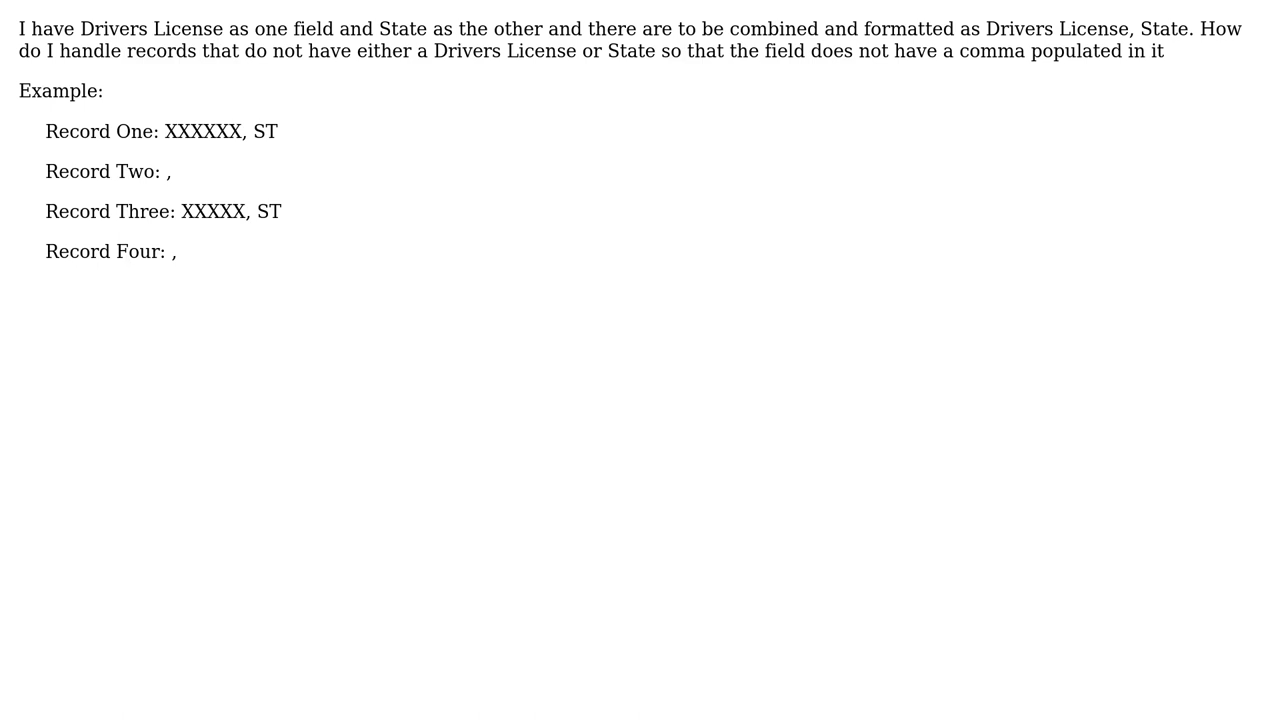 I have Drivers License as one field and State as the other and there are to be combined and formatted as Drivers License, State. How
do I handle records that do not have either a Drivers License or State so that the field does not have a comma populated in it
Example:
Record One: XXXXXX, ST
Record Two: ,
Record Three: XXXXX, ST
Record Four: ,